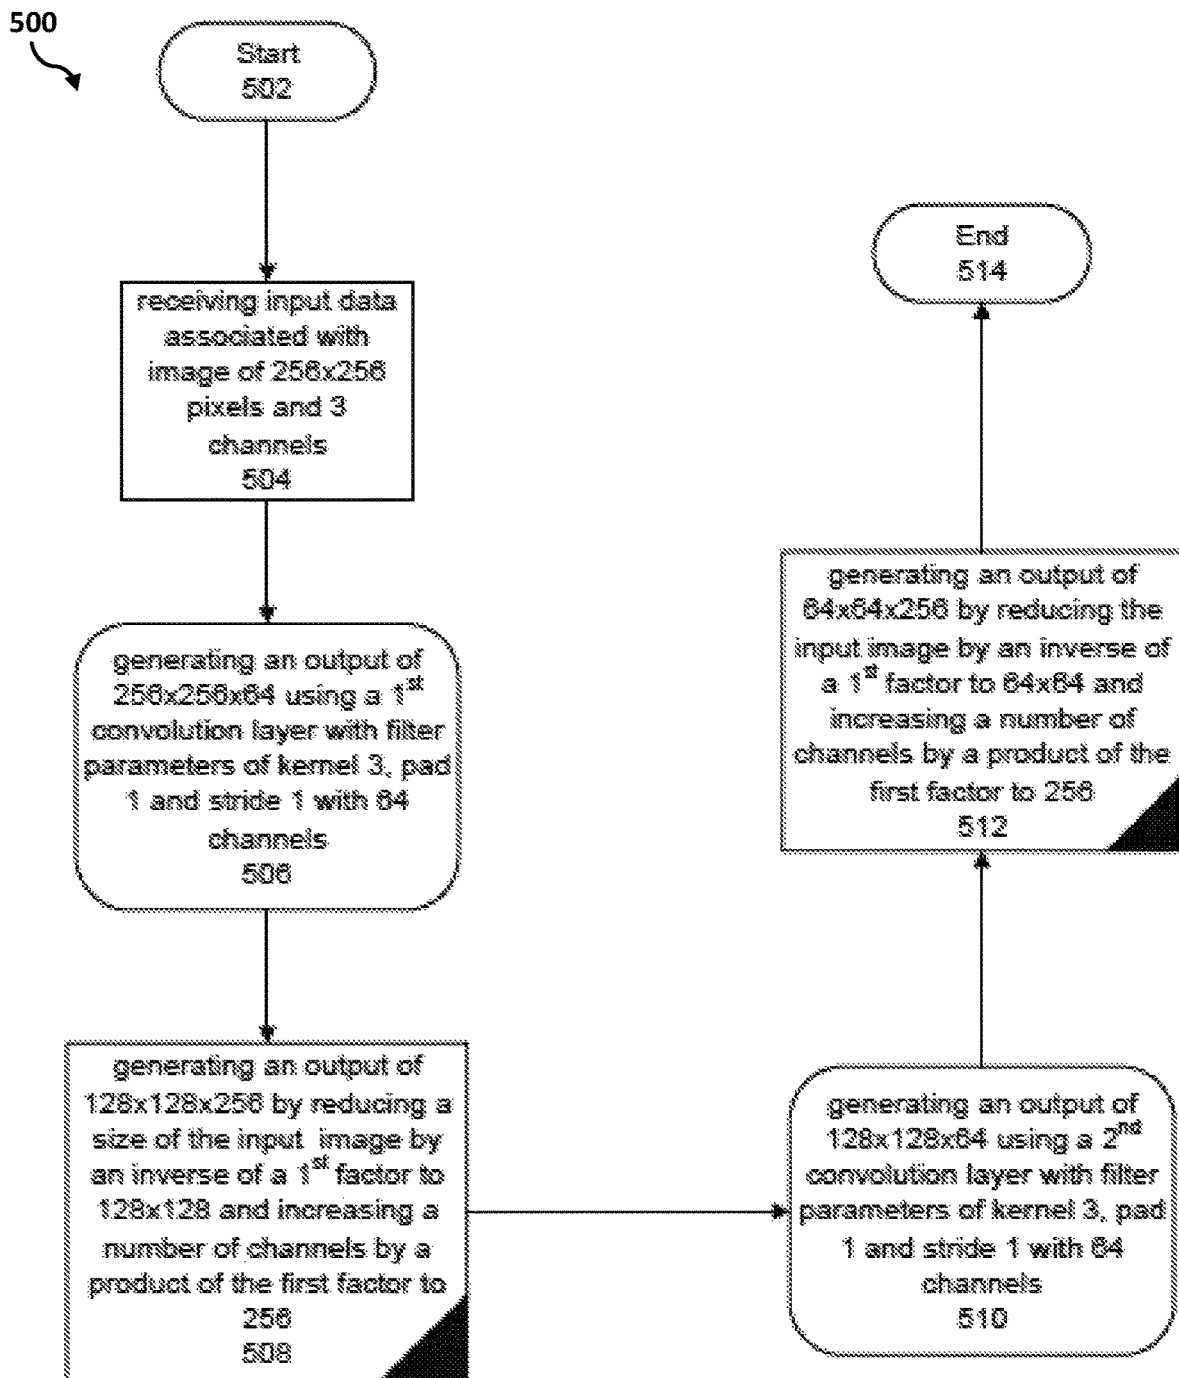 500
Start
502
receiving input data
associated with
image of 256x256
pixels and 3
channels
504
generating an output of
256x256x64 using a 1st
convolution layer with filter
parameters of kernel 3, pad
1 and stride 1 with 64
channels
506
generating an output of
128x128x256 by reducing a
size of the input image by
an inverse of a 1st factor to
128x128 and increasing a
number of channels by a
product of the first factor to
256
508
generating an output of
128x128x64 using a 2nd
convolution layer with filter
parameters of kernel 3, pad
1 and stride 1 with 64
channels
510
generating an output of
64x64x256 by reducing the
input image by an inverse of
a 1st factor to 64x64 and
increasing a number of
channels by a product of the
first factor to 256
512
End
514